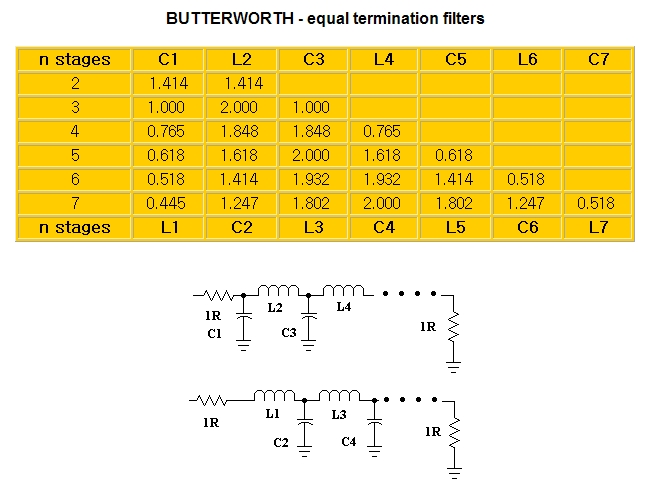 BUTTERWORTH - equal termination filters
n stages C1 L2 C3 L4 C5 L6 C7
2 1.414 1.414
3 1.000 2.000 1.000
4 0.765 1.848 1.848 0.765
5 0.618 1.618 2.000 1.618 0.618
6 0.518 1.414 1.932 1.932 1.414 0.518
7 0.445 1.247 1.802 2.000 1.802 1.247 0.518
n stages L1 C2 L3 C4 L5 C6 L7
1R L2 L4
C1 C3 1R
1R L1 L3
C2 C4 1R